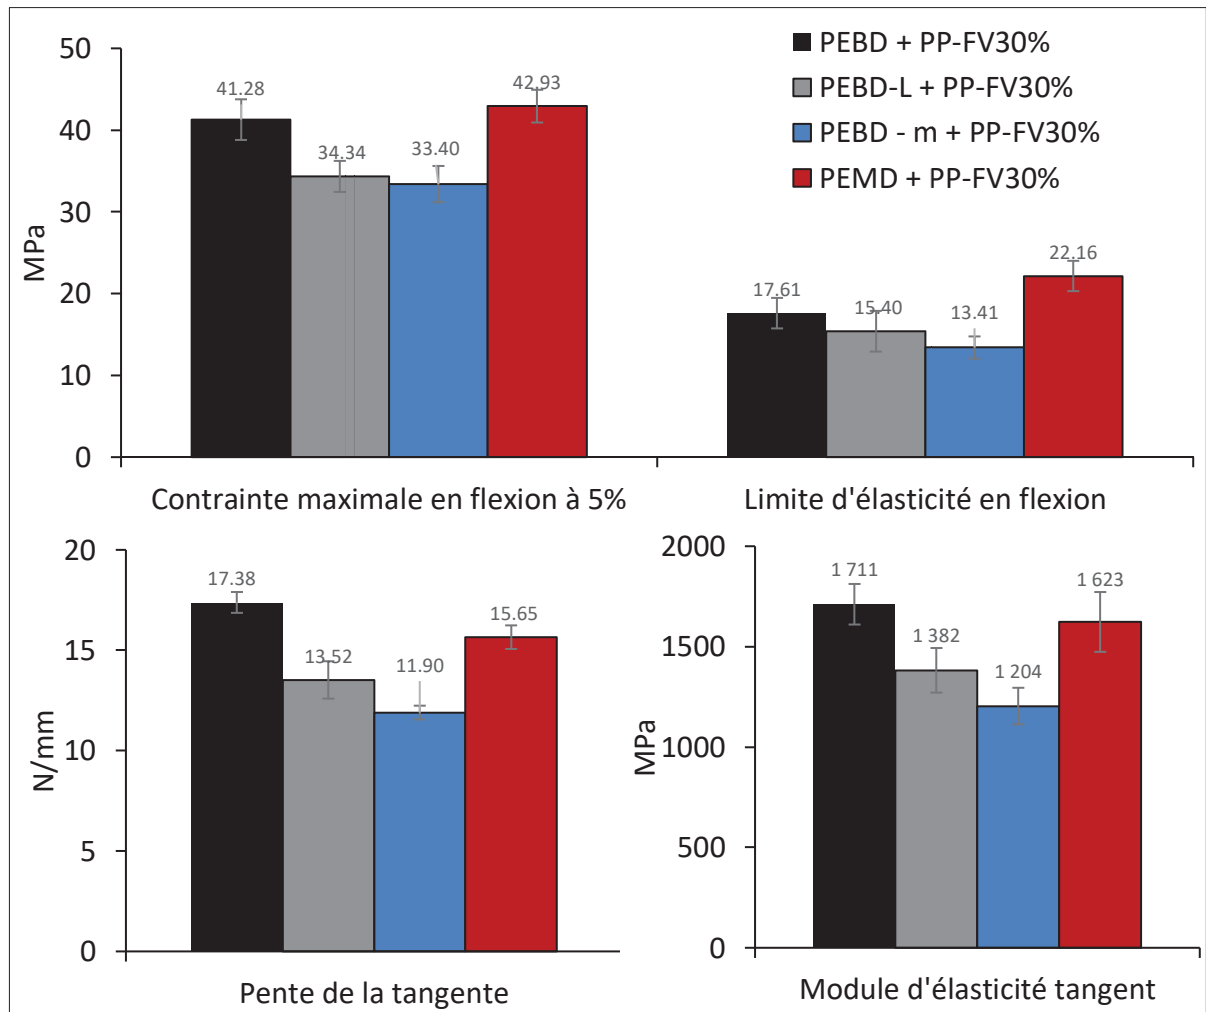 PEBD + PP-FV30%
PEBD-L + PP-FV30%
PEBD - m + PP-FV30%
PEMD + PP-FV30%
MPa
50
40
30
20
10
0
41.28
34.34
33.40
42.93
17.61
15.40
13.41
22.16
Contrainte maximale en flexion à 5%
Limite d'élasticité en flexion
N/mm
20
15
10
5
0
17.38
13.52
11.90
15.65
Pente de la tangente
MPa
2000
1500
1000
500
0
1 711
1 382
1 204
1 623
Module d'élasticité tangent